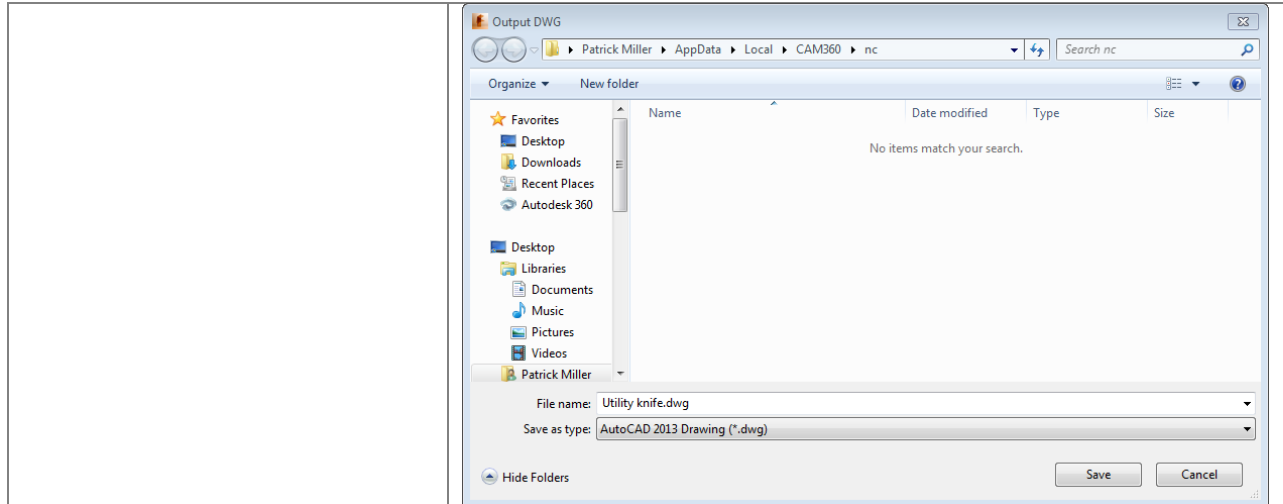 Output DWG
Patrick Miller AppData Local CAM360 nc Search nc
Organize New folder
Name Date modified Type Size
No items match your search.
Favorites
Desktop
Downloads
Recent Places
Autodesk 360
Desktop
Libraries
Documents
Music
Pictures
Videos
Patrick Miller
File name: Utility knife.dwg
Save as type: AutoCAD 2013 Drawing (*.dwg)
Hide Folders Save Cancel